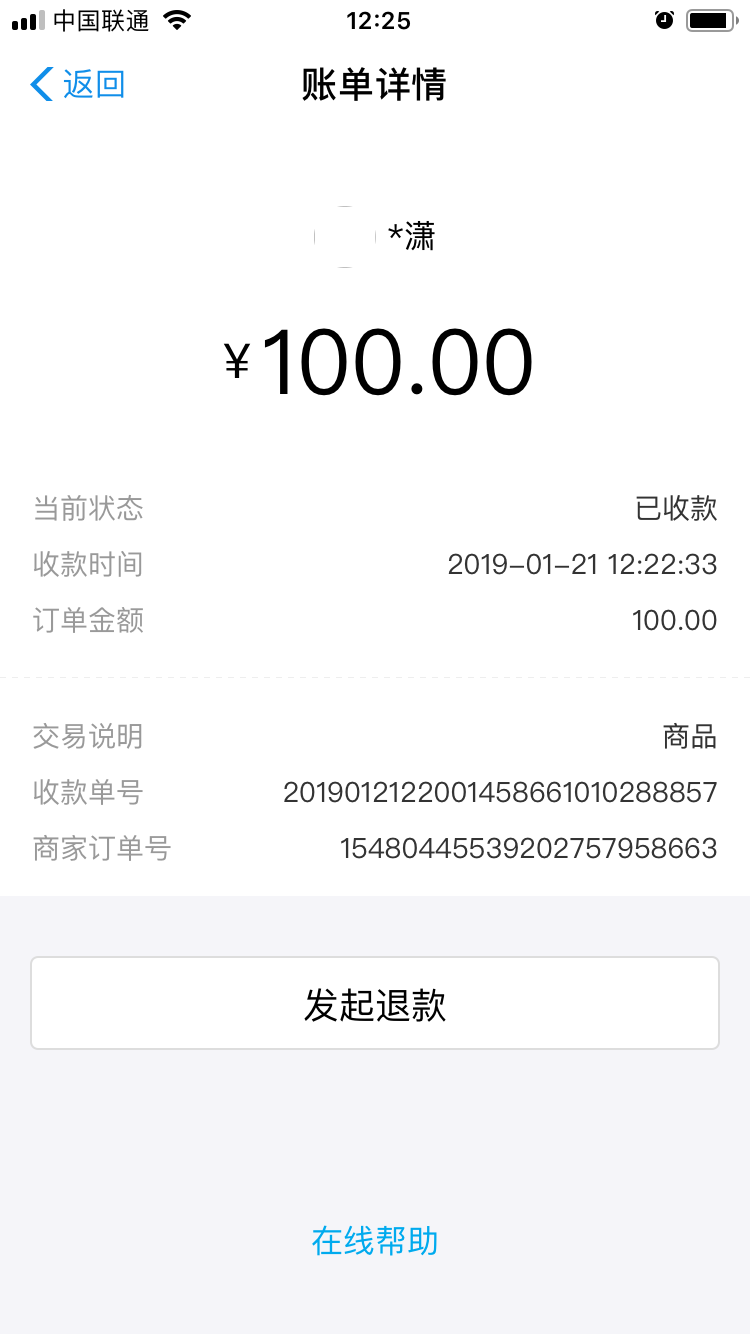 中国联通 12:25
返回 账单详情
*潇
¥100.00
当前状态 已收款
收款时间 2019-01-21 12:22:33
订单金额 100.00
交易说明 商品
收款单号 2019012122001458661010288857
商家订单号 15480445539202757958663
发起退款
在线帮助